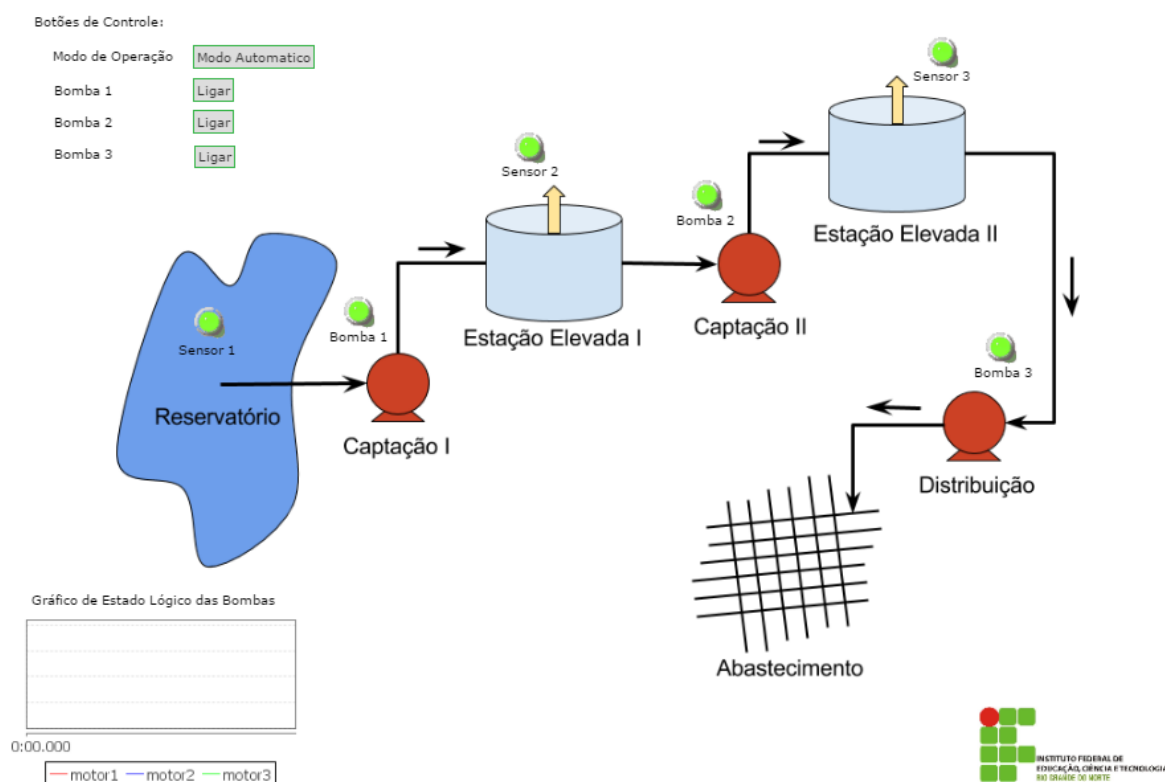 Botões de Controle:
Modo de Operação
Modo Automatico
Bomba 1
Ligar
Bomba 2
Ligar
Bomba 3
Ligar
Sensor 3
Sensor 2
Bomba 2
Estação Elevada II
Sensor 1
Bomba 1
Estação Elevada I
Captação II
Bomba 3
Reservatório
Captação I
Distribuição
Abastecimento
Gráfico de Estado Lógico das Bombas
0:00.000
motor1
motor2
motor3
INSTITUTO FEDERAL DE
EDUCAÇÃO, CIÊNCIA E TECNOLOGIA
RIO GRANDE DO NORTE